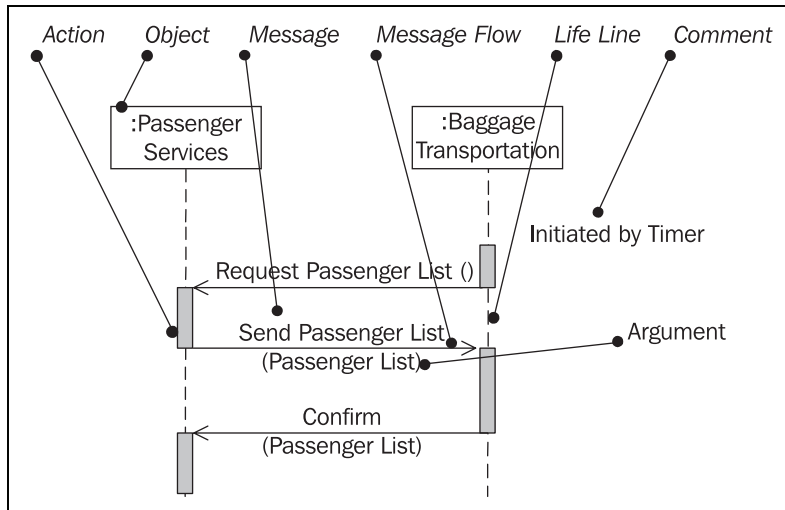 Action Object Message Message Flow Life Line Comment
:Passenger
Services
:Baggage
Transportation
Initiated by Timer
Request Passenger List ()
Send Passenger List
(Passenger List)
Argument
Confirm
(Passenger List)